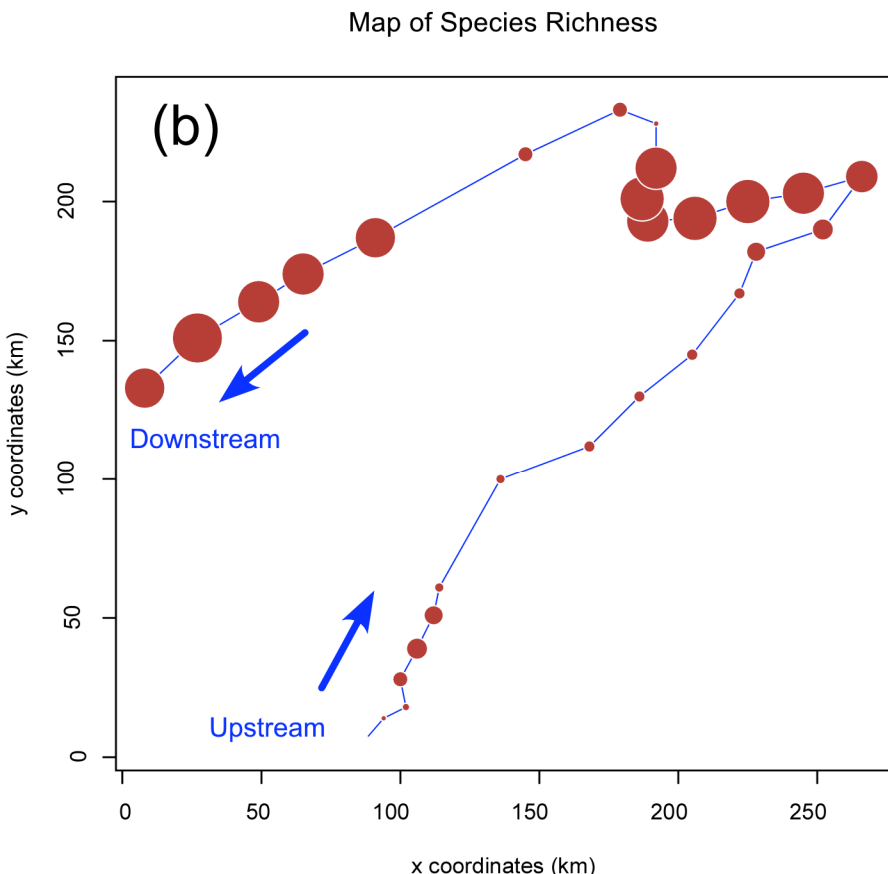 Map of Species Richness
(b)
200
150
100
50
0
y coordinates (km)
Downstream
Upstream
0 50 100 150 200 250
x coordinates (km)